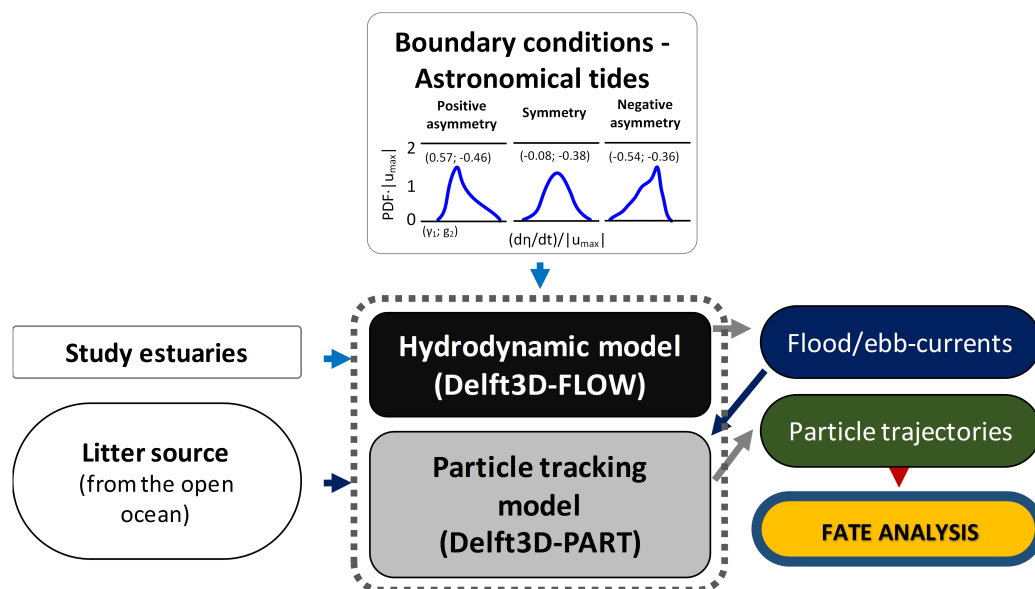 Boundary conditions -
Astronomical tides
Positive
asymmetry
Symmetry
Negative
asymmetry
PDF·|uₘₐₓ|
2
1
0
(0.57; -0.46)
(-0.08; -0.38)
(-0.54; -0.36)
(γ₁; g₂)
(dη/dt)/|uₘₐₓ|
Study estuaries
Litter source
(from the open
ocean)
Hydrodynamic model
(Delft3D-FLOW)
Particle tracking
model
(Delft3D-PART)
Flood/ebb-currents
Particle trajectories
FATE ANALYSIS